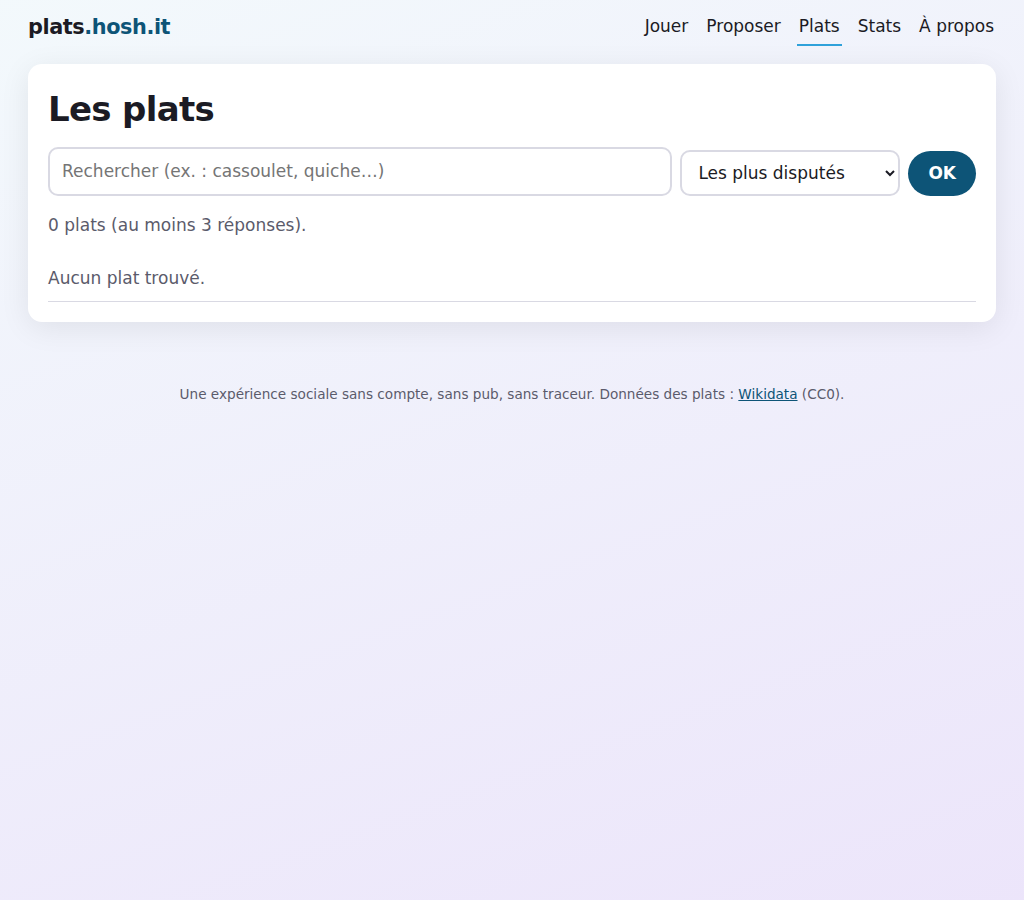 plats.hosh.it
Jouer Proposer Plats Stats À propos
Les plats
Rechercher (ex. : cassoulet, quiche…)
Les plus disputés
OK
0 plats (au moins 3 réponses).
Aucun plat trouvé.
Une expérience sociale sans compte, sans pub, sans traceur. Données des plats : Wikidata (CC0).